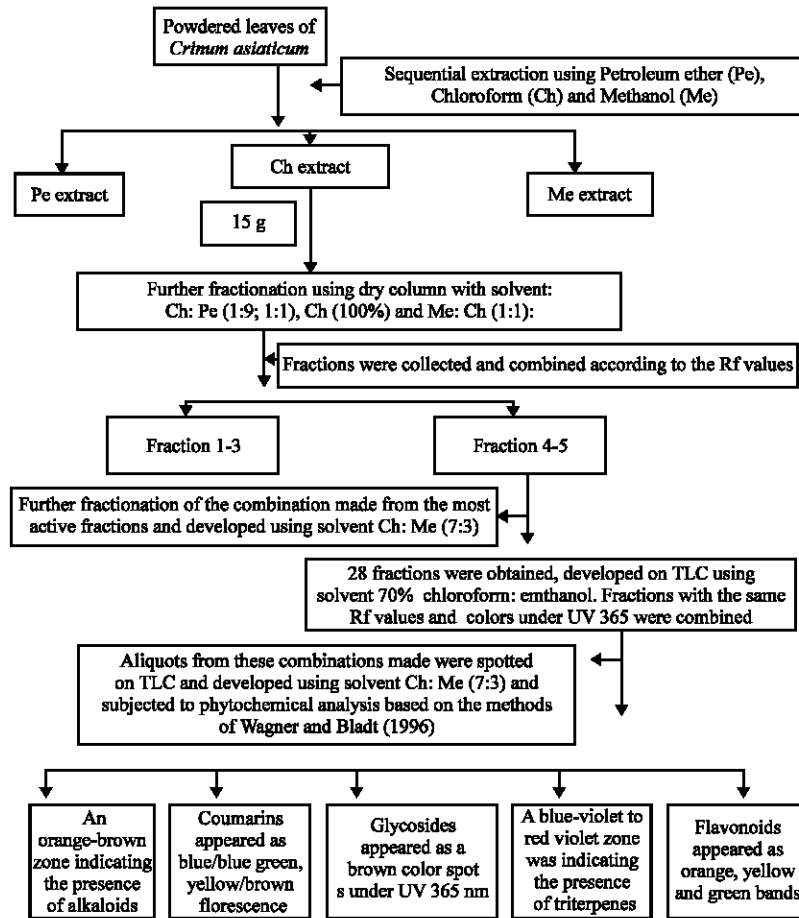 Powdered leaves of
Crinum asiaticum
Sequential extraction using Petroleum ether (Pe),
Chloroform (Ch) and Methanol (Me)
Pe extract
Ch extract
Me extract
15 g
Further fractionation using dry column with solvent:
Ch: Pe (1:9; 1:1), Ch (100%) and Me: Ch (1:1):
Fractions were collected and combined according to the Rf values
Fraction 1-3
Fraction 4-5
Further fractionation of the combination made from the most
active fractions and developed using solvent Ch: Me (7:3)
28 fractions were obtained, developed on TLC using
solvent 70% chloroform: emthanol. Fractions with the same
Rf values and colors under UV 365 were combined
Aliquots from these combinations made were spotted
on TLC and developed using solvent Ch: Me (7:3) and
subjected to phytochemical analysis based on the methods
of Wagner and Bladt (1996)
An
orange-brown
zone indicating
the presence
of alkaloids
Coumarins
appeared as
blue/blue green,
yellow/brown
florescence
Glycosides
appeared as a
brown color spot
s under UV 365 nm
A blue-violet to
red violet zone
was indicating
the presence
of triterpenes
Flavonoids
appeared as
orange, yellow
and green bands